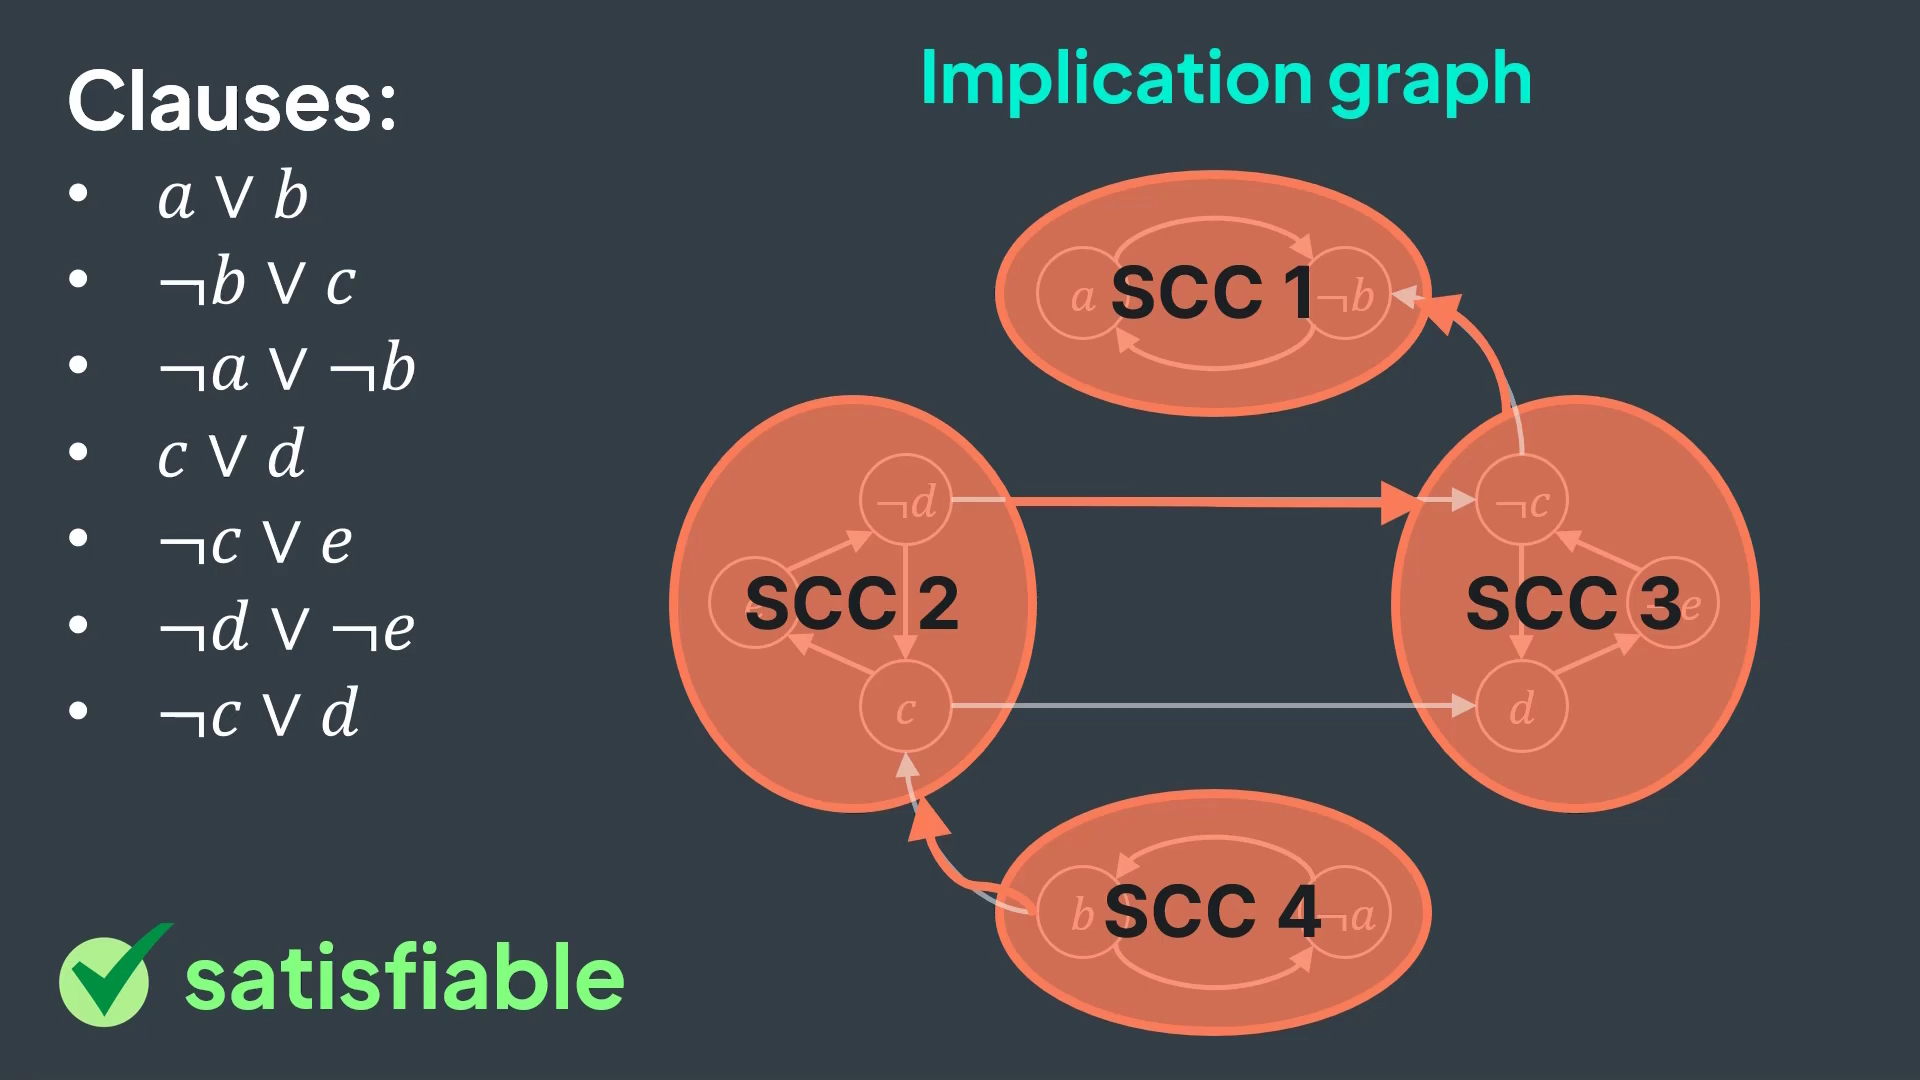 Implication graph
Clauses:
• a ∨ b
• ¬b ∨ c
• ¬a ∨ ¬b
• c ∨ d
• ¬c ∨ e
• ¬d ∨ ¬e
• ¬c ∨ d
satisfiable
a SCC 1 ¬b
¬d
¬c
SCC 2
SCC 3 e
c
d
b SCC 4 ¬a